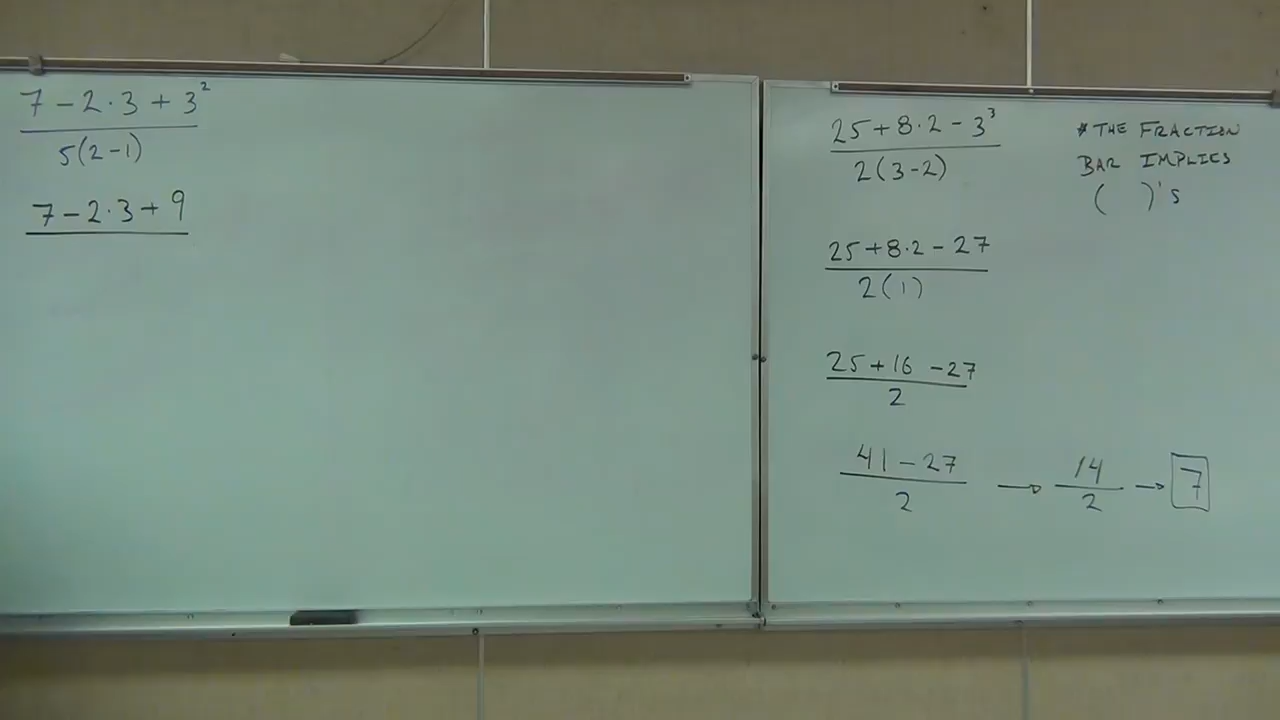 7 - 2 · 3 + 3²
5(2-1)
7 - 2 · 3 + 9
25 + 8 · 2 - 3³
2(3-2)
25 + 8 · 2 - 27
2(1)
25 + 16 - 27
2
41 - 27
2
→ 14
2
→ 7
* THE FRACTION
BAR IMPLIES
( )'s